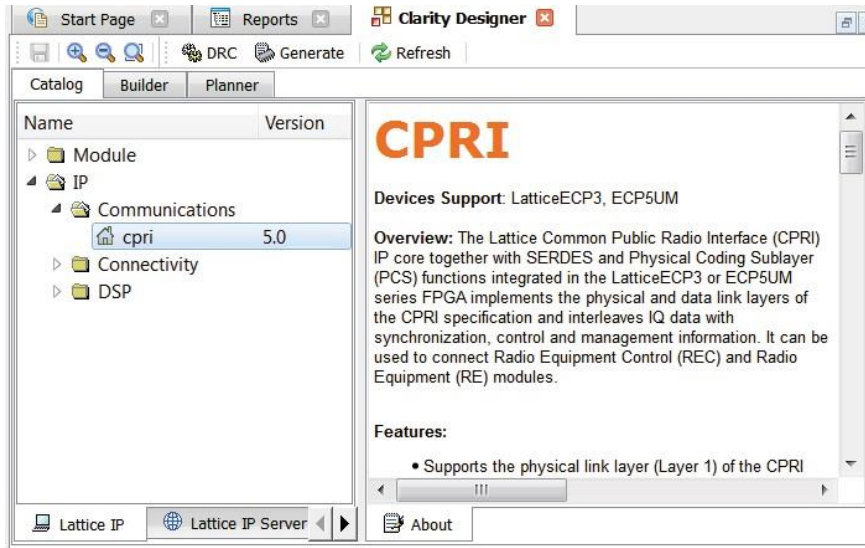 Start Page
Reports
Clarity Designer
DRC
Generate
Refresh
Catalog
Builder
Planner
Name Version
Module
IP
Communications
cpri 5.0
Connectivity
DSP
Lattice IP
Lattice IP Server
CPRI
Devices Support: LatticeECP3, ECP5UM
Overview: The Lattice Common Public Radio Interface (CPRI)
IP core together with SERDES and Physical Coding Sublayer
(PCS) functions integrated in the LatticeECP3 or ECP5UM
series FPGA implements the physical and data link layers of
the CPRI specification and interleaves IQ data with
synchronization, control and management information. It can be
used to connect Radio Equipment Control (REC) and Radio
Equipment (RE) modules.
Features:
• Supports the physical link layer (Layer 1) of the CPRI
About